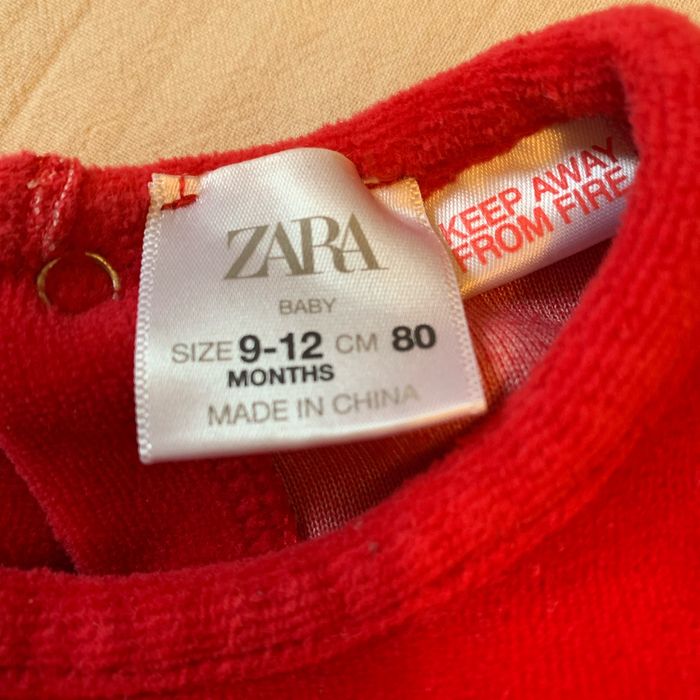 ZARA
BABY
SIZE 9-12 CM 80
MONTHS
MADE IN CHINA
KEEP AWAY
FROM FIRE